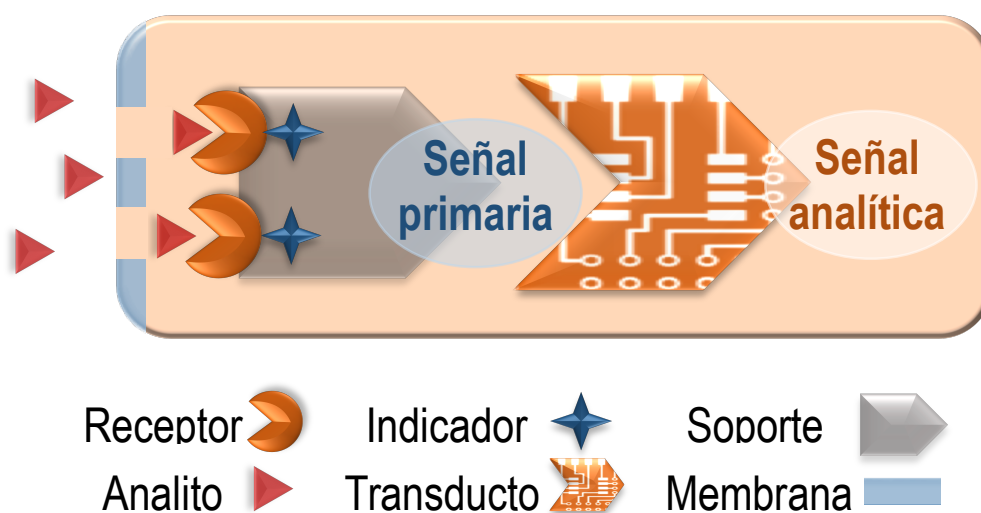 Señal
primaria
Señal
analítica
Receptor
Indicador
Soporte
Analito
Transducto
Membrana